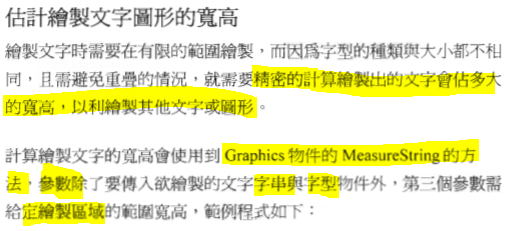 估計繪製文字圖形的寬高
繪製文字時需要在有限的範圍繪製，而因爲字型的種類與大小都不相
同，且需避免重疊的情況，就需要精密的計算繪製出的文字會佔多大
的寬高，以利繪製其他文字或圖形。
計算繪製文字的寬高會使用到 Graphics 物件的 MeasureString 的方
法，參數除了要傳入欲繪製的文字字串與字型物件外，第三個參數需
給定繪製區域的範圍寬高，範例程式如下：